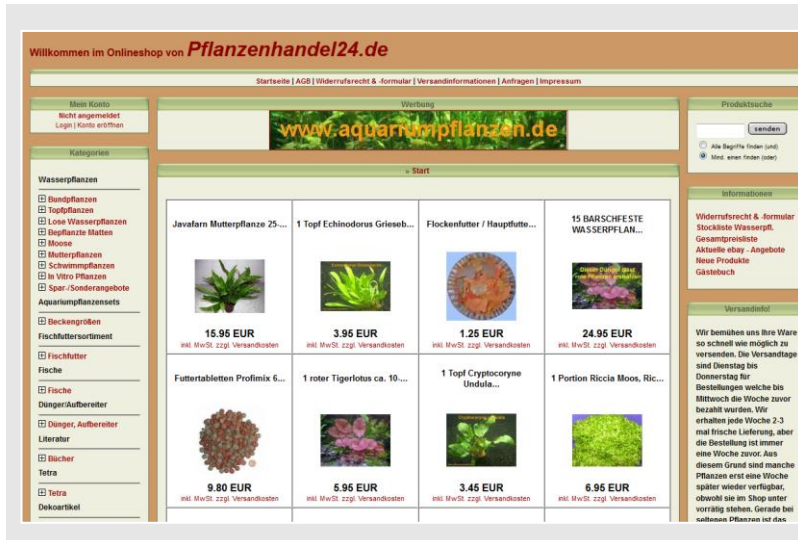 Willkommen im Onlineshop von Pflanzenhandel24.de
Startseite | AGB | Widerrufsrecht & -formular | Versandinformationen | Anfragen | Impressum
Mein Konto
Nicht angemeldet
Login | Konto eröffnen
Kategorien
Wasserpflanzen
Bundpflanzen
Topfpflanzen
Lose Wasserpflanzen
Bepflanzte Matten
Moose
Mutterpflanzen
Schwimmpflanzen
In Vitro Pflanzen
Spar-/Sonderangebote
Aquariumpflanzensets
Beckengrößen
Fischfuttersortiment
Fischfutter
Fische
Fische
Dünger/Aufbereiter
Dünger, Aufbereiter
Literatur
Bücher
Tetra
Tetra
Dekoartikel
Werbung
www.aquariumpflanzen.de
» Start
Javafarn Mutterpflanze 25-...
15.95 EUR
inkl. MwSt. zzgl. Versandkosten
1 Topf Echinodorus Grieseb...
3.95 EUR
inkl. MwSt. zzgl. Versandkosten
Flockenfutter / Hauptfutte...
1.25 EUR
inkl. MwSt. zzgl. Versandkosten
15 BARSCHFESTE
WASSERPFLAN...
24.95 EUR
inkl. MwSt. zzgl. Versandkosten
Futtertabletten Profimix 6...
9.80 EUR
inkl. MwSt. zzgl. Versandkosten
1 roter Tigerlotus ca. 10-...
5.95 EUR
inkl. MwSt. zzgl. Versandkosten
1 Topf Cryptocoryne
Undula...
3.45 EUR
inkl. MwSt. zzgl. Versandkosten
1 Portion Riccia Moos, Ric...
6.95 EUR
inkl. MwSt. zzgl. Versandkosten
Produktsuche
senden
Alle Begriffe finden (und)
Mind. einen finden (oder)
Informationen
Widerrufsrecht & -formular
Stockliste Wasserpfl.
Gesamtpreisliste
Aktuelle ebay - Angebote
Neue Produkte
Gästebuch
Versandinfo!
Wir bemühen uns Ihre Ware
so schnell wie möglich zu
versenden. Die Versandtage
sind Dienstag bis
Donnerstag für
Bestellungen welche bis
Mittwoch die Woche zuvor
bezahlt wurden. Wir
erhalten jede Woche 2-3
mal frische Lieferung, aber
die Bestellung ist immer
eine Woche zuvor. Aus
diesem Grund sind manche
Pflanzen erst eine Woche
später wieder verfügbar,
obwohl sie im Shop unter
vorrätig stehen. Gerade bei
seltenen Pflanzen ist das